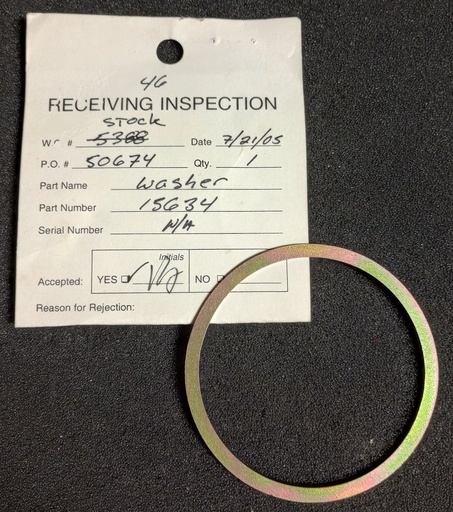 46
RECEIVING INSPECTION
STOCK
W.O. # 5388 Date 7/21/05
P.O. # 50674 Qty. 1
Part Name washer
Part Number 15634
Serial Number N/A
Initials
Accepted: YES NO
Reason for Rejection: